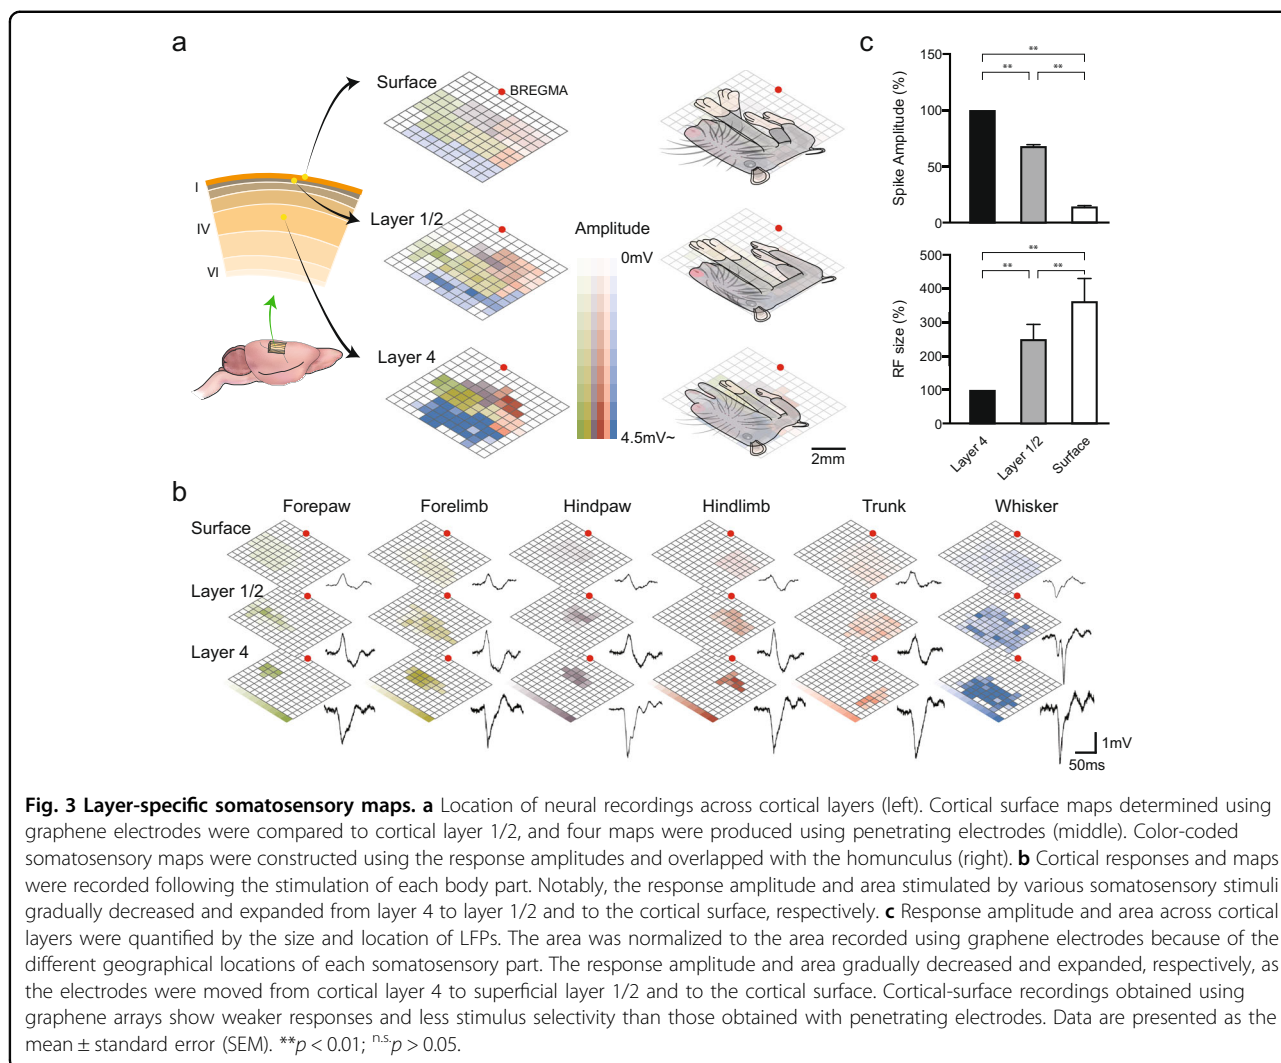 a
Surface
BREGMA
I
IV
VI
Layer 1/2
Layer 4
Amplitude
0mV
4.5mV~
2mm
c
150
100
50
0
Spike Amplitude (%)
**
**
**
500
400
300
200
100
0
RF size (%)
**
**
**
Layer 4
Layer 1/2
Surface
b
Forepaw
Forelimb
Hindpaw
Hindlimb
Trunk
Whisker
Surface
Layer 1/2
Layer 4
1mV
50ms
Fig. 3 Layer-specific somatosensory maps. a Location of neural recordings across cortical layers (left). Cortical surface maps determined using
graphene electrodes were compared to cortical layer 1/2, and four maps were produced using penetrating electrodes (middle). Color-coded
somatosensory maps were constructed using the response amplitudes and overlapped with the homunculus (right). b Cortical responses and maps
were recorded following the stimulation of each body part. Notably, the response amplitude and area stimulated by various somatosensory stimuli
gradually decreased and expanded from layer 4 to layer 1/2 and to the cortical surface, respectively. c Response amplitude and area across cortical
layers were quantified by the size and location of LFPs. The area was normalized to the area recorded using graphene electrodes because of the
different geographical locations of each somatosensory part. The response amplitude and area gradually decreased and expanded, respectively, as
the electrodes were moved from cortical layer 4 to superficial layer 1/2 and to the cortical surface. Cortical-surface recordings obtained using
graphene arrays show weaker responses and less stimulus selectivity than those obtained with penetrating electrodes. Data are presented as the
mean ± standard error (SEM). **p < 0.01; n.s.p > 0.05.